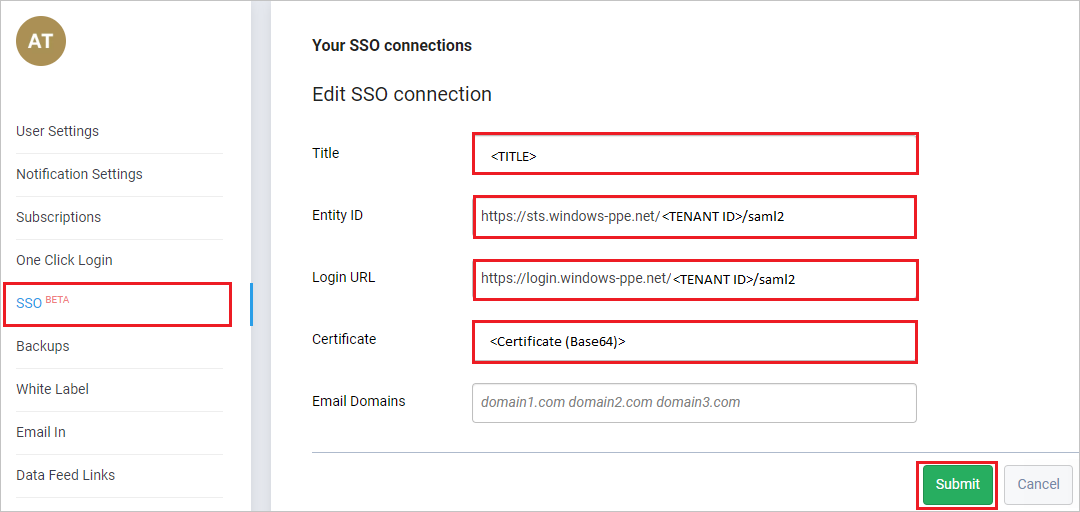 AT
User Settings
Notification Settings
Subscriptions
One Click Login
SSO BETA
Backups
White Label
Email In
Data Feed Links
Your SSO connections
Edit SSO connection
Title
<TITLE>
Entity ID
https://sts.windows-ppe.net/<TENANT ID>/saml2
Login URL
https://login.windows-ppe.net/<TENANT ID>/saml2
Certificate
<Certificate (Base64)>
Email Domains
domain1.com domain2.com domain3.com
Submit
Cancel